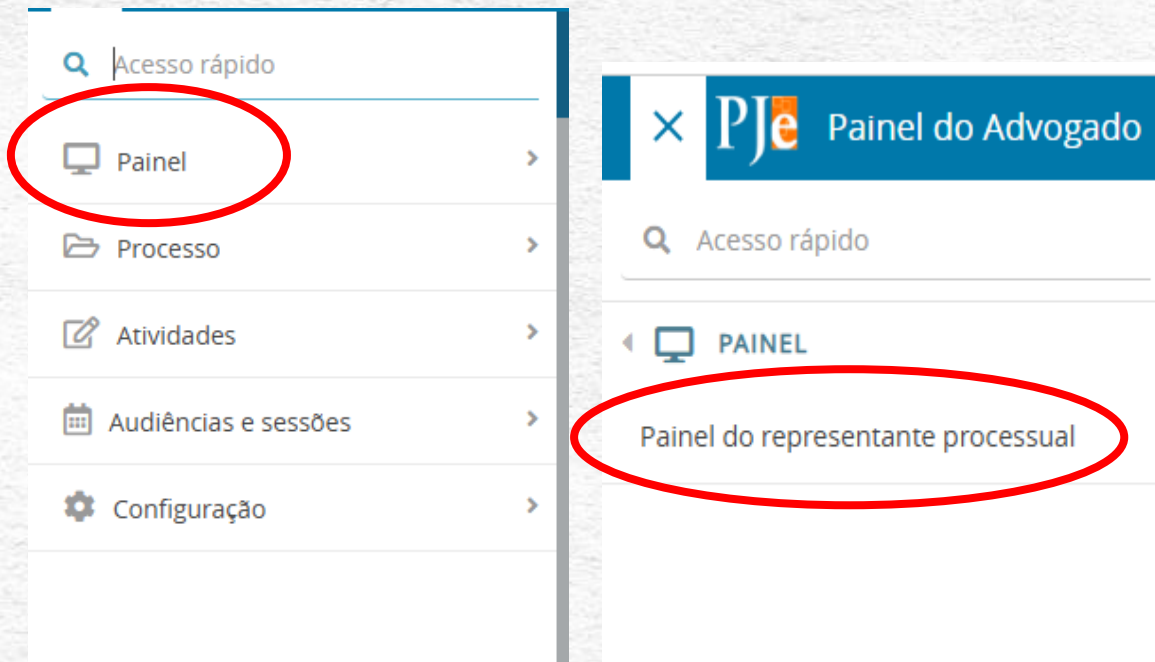 Acesso rápido
Painel
Processo
Atividades
Audiências e sessões
Configuração
PJe Painel do Advogado
Acesso rápido
PAINEL
Painel do representante processual